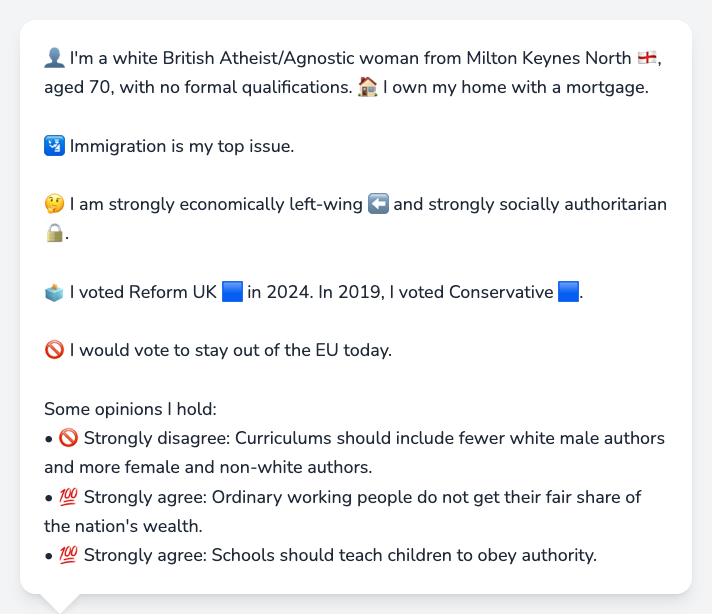 👤 I'm a white British Atheist/Agnostic woman from Milton Keynes North 🏴󠁧󠁢󠁥󠁮󠁧󠁿,
aged 70, with no formal qualifications. 🏠 I own my home with a mortgage.
🛂 Immigration is my top issue.
🤔 I am strongly economically left-wing ⬅️ and strongly socially authoritarian
🔒.
🗳️ I voted Reform UK 🟦 in 2024. In 2019, I voted Conservative 🟦.
🚫 I would vote to stay out of the EU today.
Some opinions I hold:
• 🚫 Strongly disagree: Curriculums should include fewer white male authors
and more female and non-white authors.
• 💯 Strongly agree: Ordinary working people do not get their fair share of
the nation's wealth.
• 💯 Strongly agree: Schools should teach children to obey authority.